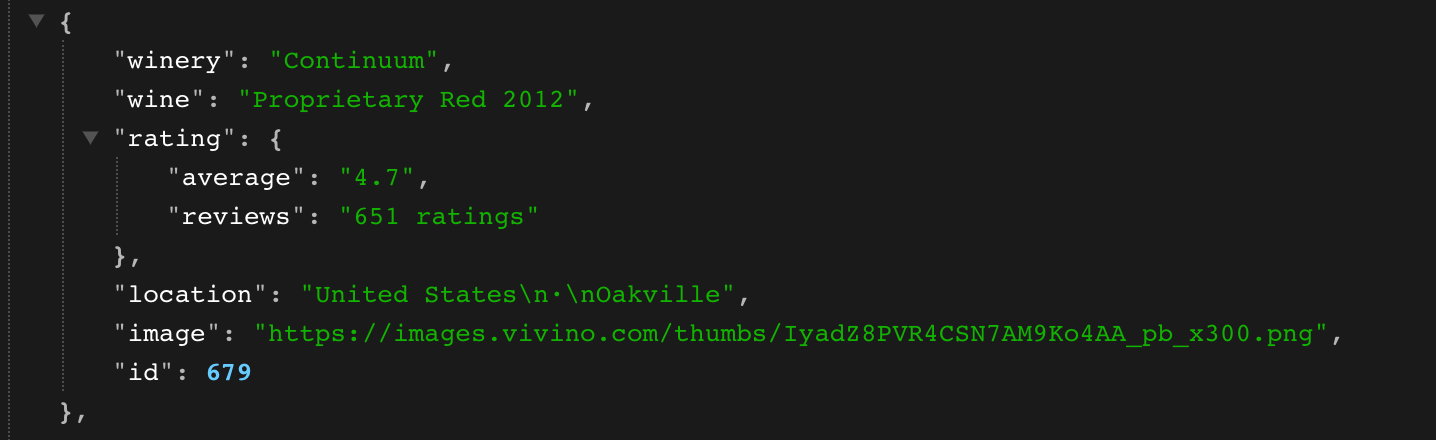 {
"winery": "Continuum",
"wine": "Proprietary Red 2012",
"rating": {
"average": "4.7",
"reviews": "651 ratings"
},
"location": "United States\n·\nOakville",
"image": "https://images.vivino.com/thumbs/IyadZ8PVR4CSN7AM9Ko4AA_pb_x300.png",
"id": 679
},